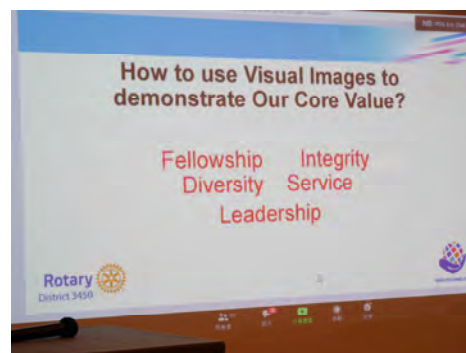 How to use Visual Images to
demonstrate Our Core Value?
Fellowship Integrity
Diversity Service
Leadership
Rotary
District 3450